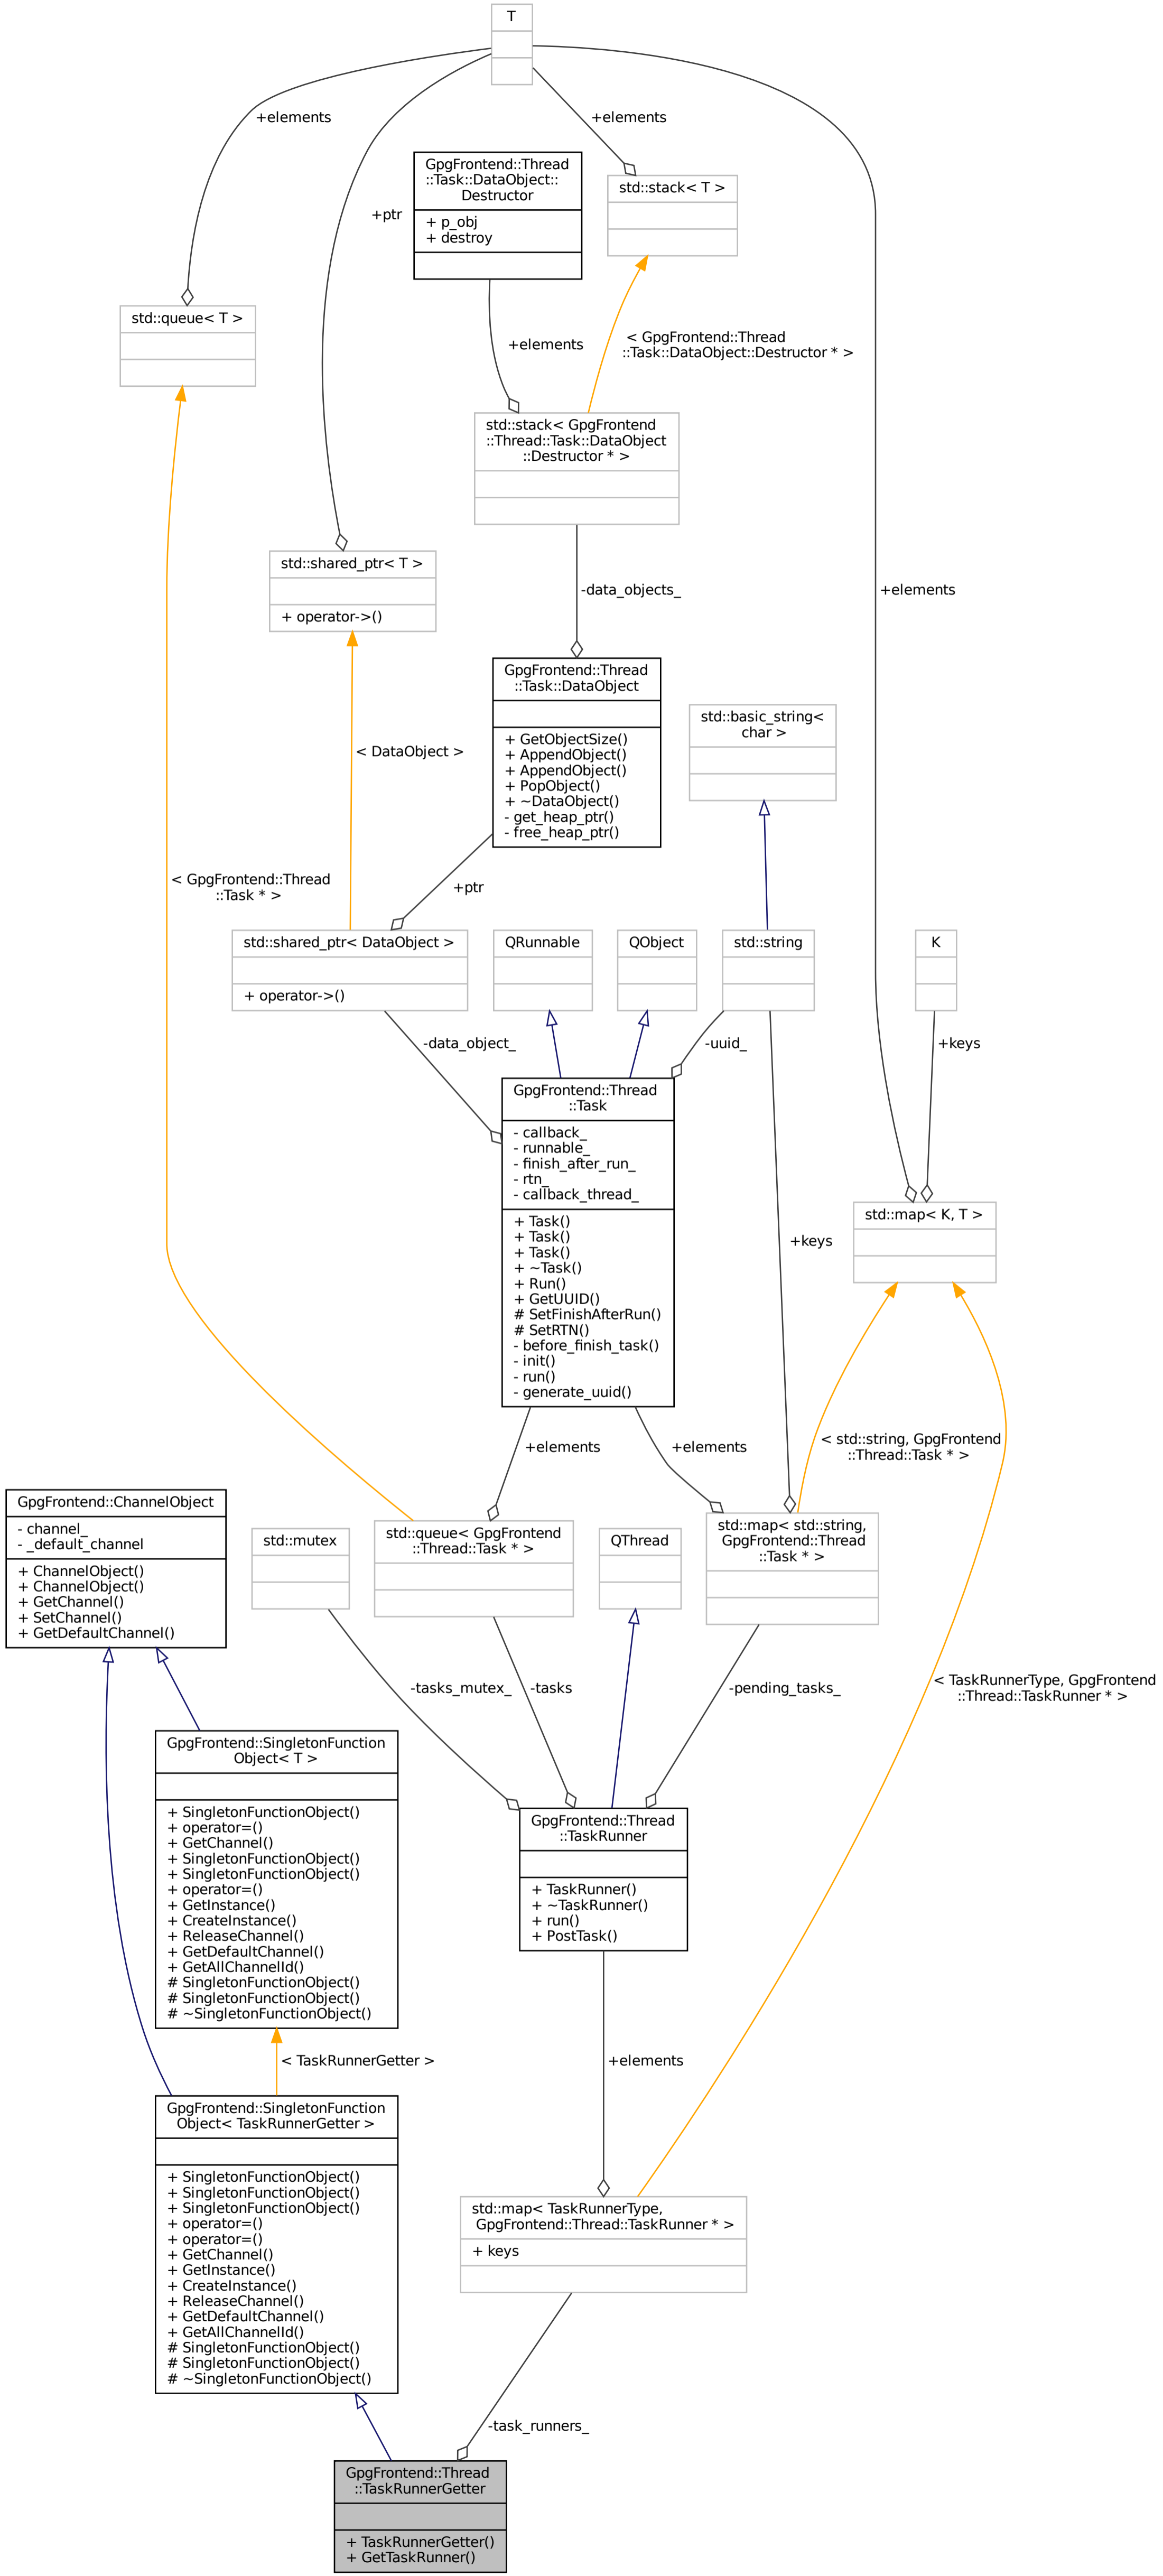 T
+elements
+elements
GpgFrontend::Thread
::Task::DataObject::
Destructor
+ p_obj
+ destroy
std::stack< T >
+ptr
std::queue< T >
+elements
< GpgFrontend::Thread
::Task::DataObject::Destructor * >
std::stack< GpgFrontend
::Thread::Task::DataObject
::Destructor * >
std::shared_ptr< T >
+ operator->()
-data_objects_
+elements
GpgFrontend::Thread
::Task::DataObject
+ GetObjectSize()
+ AppendObject()
+ AppendObject()
+ PopObject()
+ ~DataObject()
- get_heap_ptr()
- free_heap_ptr()
std::basic_string<
char >
< DataObject >
< GpgFrontend::Thread
::Task * >
+ptr
std::shared_ptr< DataObject >
+ operator->()
QRunnable
QObject
std::string
K
-data_object_
-uuid_
+keys
GpgFrontend::Thread
::Task
- callback_
- runnable_
- finish_after_run_
- rtn_
- callback_thread_
+ Task()
+ Task()
+ Task()
+ ~Task()
+ Run()
+ GetUUID()
# SetFinishAfterRun()
# SetRTN()
- before_finish_task()
- init()
- run()
- generate_uuid()
+keys
std::map< K, T >
+elements
+elements
< std::string, GpgFrontend
::Thread::Task * >
GpgFrontend::ChannelObject
- channel_
- _default_channel
+ ChannelObject()
+ ChannelObject()
+ GetChannel()
+ SetChannel()
+ GetDefaultChannel()
std::mutex
std::queue< GpgFrontend
::Thread::Task * >
QThread
std::map< std::string,
GpgFrontend::Thread
::Task * >
-tasks_mutex_
-tasks
-pending_tasks_
< TaskRunnerType, GpgFrontend
::Thread::TaskRunner * >
GpgFrontend::SingletonFunction
Object< T >
+ SingletonFunctionObject()
+ operator=()
+ GetChannel()
+ SingletonFunctionObject()
+ SingletonFunctionObject()
+ operator=()
+ GetInstance()
+ CreateInstance()
+ ReleaseChannel()
+ GetDefaultChannel()
+ GetAllChannelId()
# SingletonFunctionObject()
# SingletonFunctionObject()
# ~SingletonFunctionObject()
GpgFrontend::Thread
::TaskRunner
+ TaskRunner()
+ ~TaskRunner()
+ run()
+ PostTask()
< TaskRunnerGetter >
+elements
GpgFrontend::SingletonFunction
Object< TaskRunnerGetter >
+ SingletonFunctionObject()
+ SingletonFunctionObject()
+ SingletonFunctionObject()
+ operator=()
+ operator=()
+ GetChannel()
+ GetInstance()
+ CreateInstance()
+ ReleaseChannel()
+ GetDefaultChannel()
+ GetAllChannelId()
# SingletonFunctionObject()
# SingletonFunctionObject()
# ~SingletonFunctionObject()
std::map< TaskRunnerType,
GpgFrontend::Thread::TaskRunner * >
+ keys
-task_runners_
GpgFrontend::Thread
::TaskRunnerGetter
+ TaskRunnerGetter()
+ GetTaskRunner()